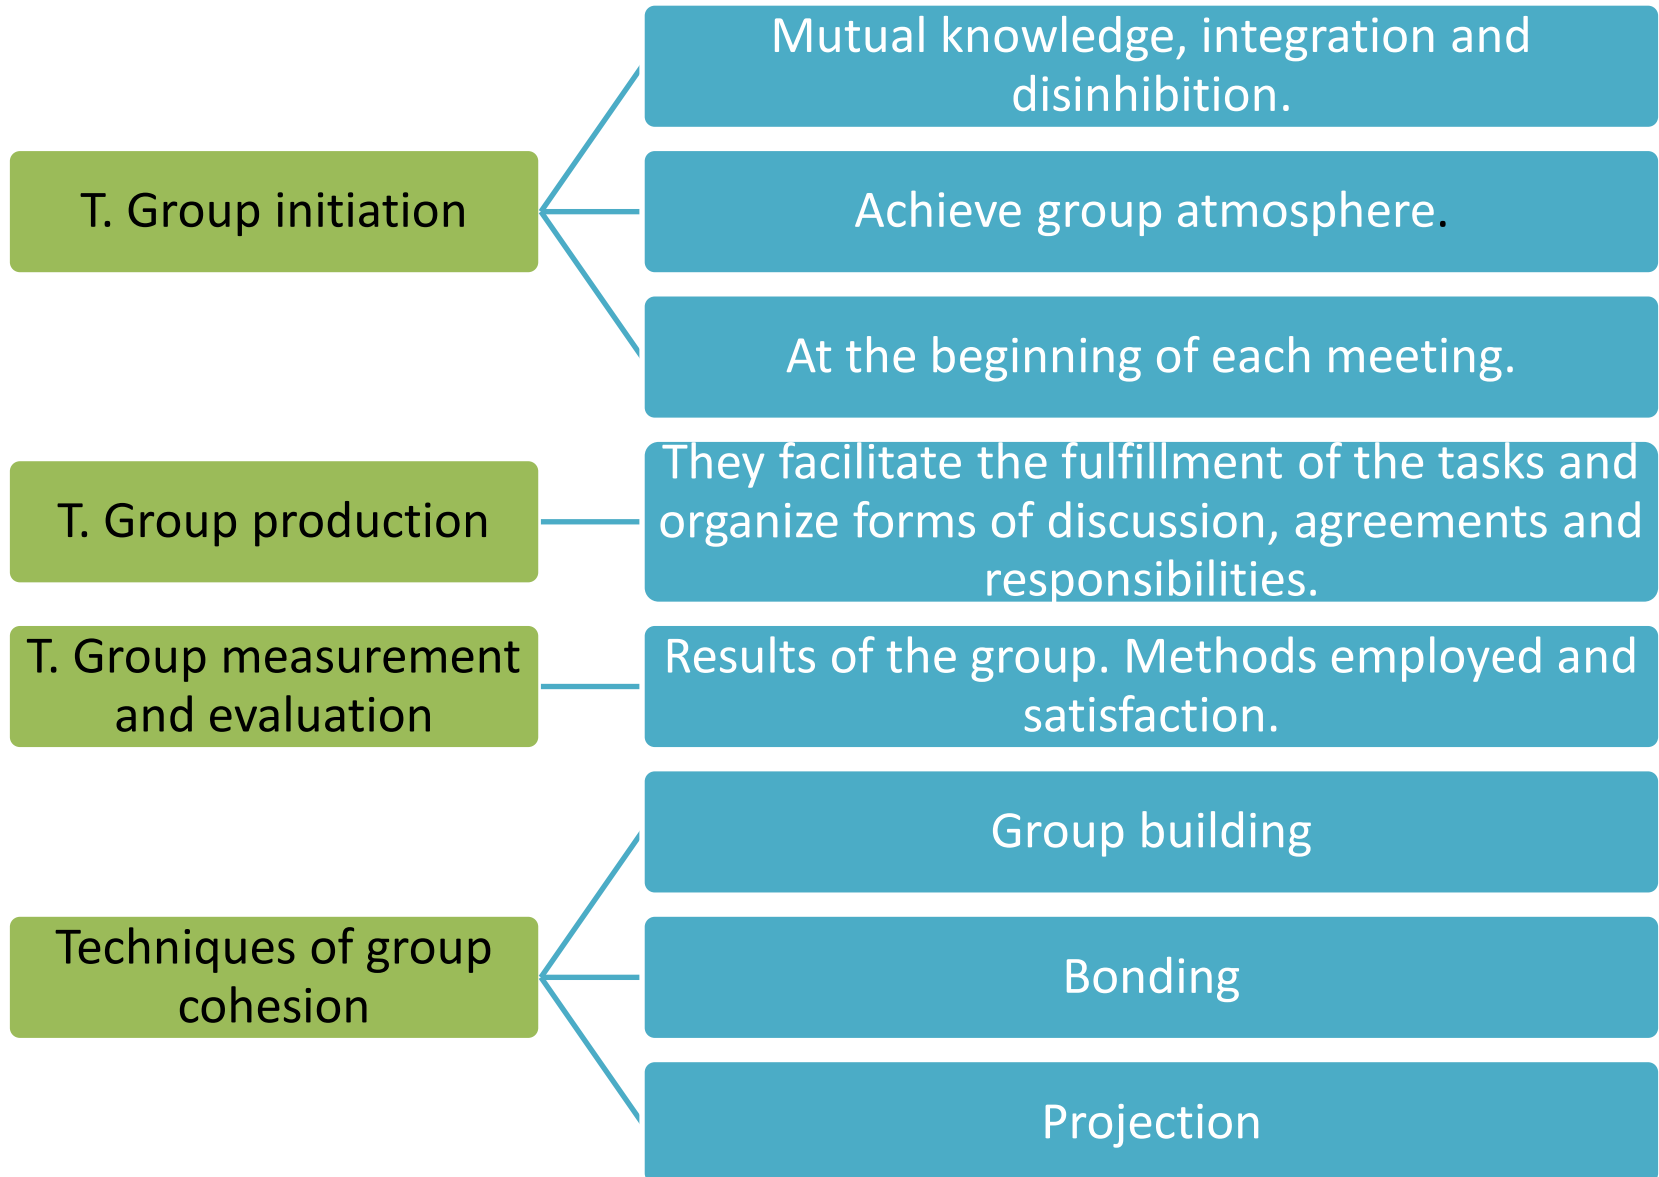 T. Group initiation
Mutual knowledge, integration and
disinhibition.
Achieve group atmosphere.
At the beginning of each meeting.
T. Group production
They facilitate the fulfillment of the tasks and
organize forms of discussion, agreements and
responsibilities.
T. Group measurement
and evaluation
Results of the group. Methods employed and
satisfaction.
Techniques of group
cohesion
Group building
Bonding
Projection